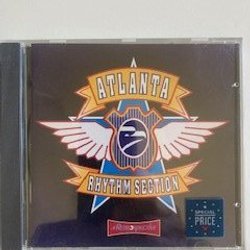 ATLANTA
RHYTHM SECTION
SPECIAL
PRICE